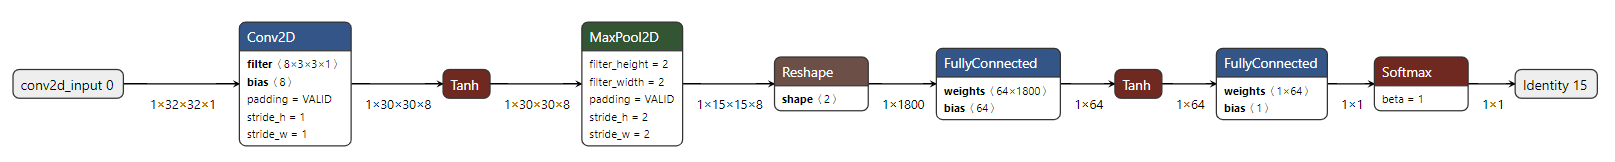 conv2d_input 0
1×32×32×1
Conv2D
filter ⟨8×3×3×1⟩
bias ⟨8⟩
padding = VALID
stride_h = 1
stride_w = 1
1×30×30×8
Tanh
1×30×30×8
MaxPool2D
filter_height = 2
filter_width = 2
padding = VALID
stride_h = 2
stride_w = 2
1×15×15×8
Reshape
shape ⟨2⟩
1×1800
FullyConnected
weights ⟨64×1800⟩
bias ⟨64⟩
1×64
Tanh
1×64
FullyConnected
weights ⟨1×64⟩
bias ⟨1⟩
1×1
Softmax
beta = 1
1×1
Identity 15